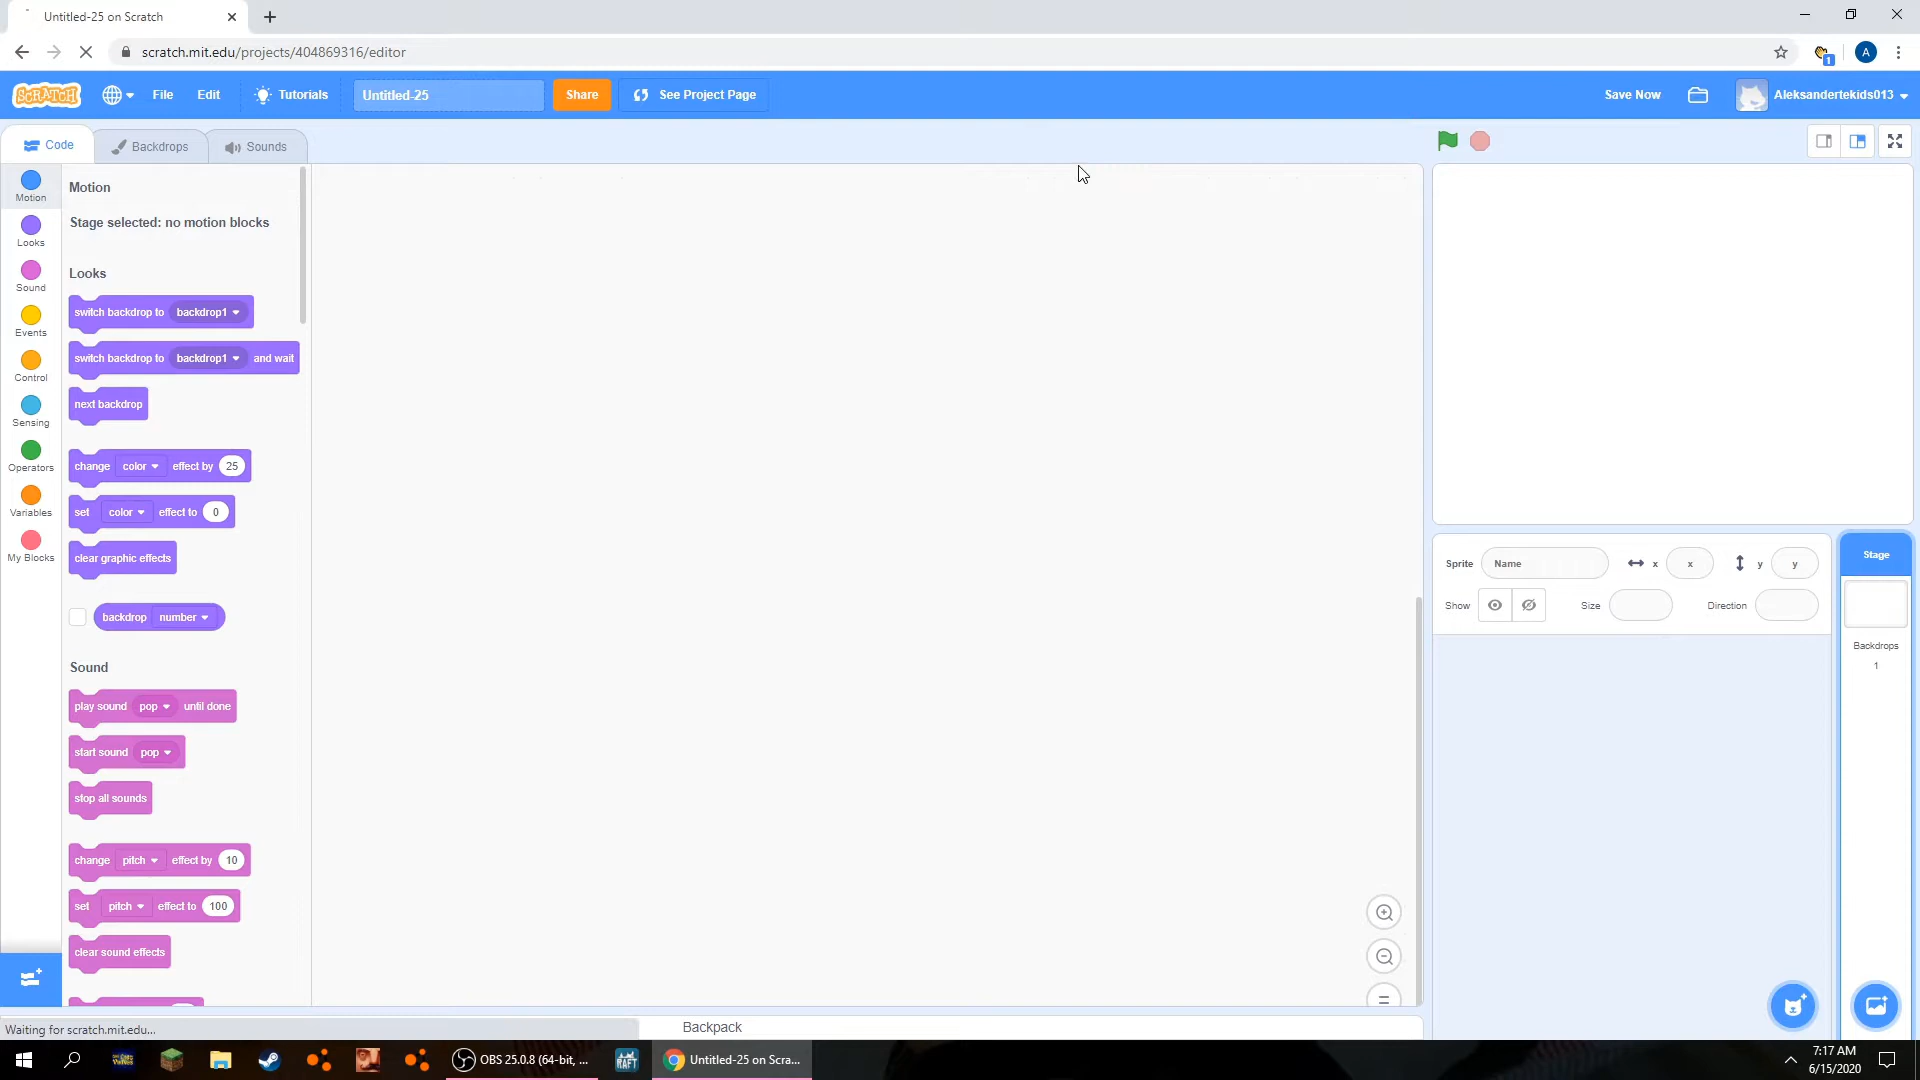 Untitled-25 on Scratch
scratch.mit.edu/projects/404869316/editor
A
1
SCRATCH
File
Edit
Tutorials
Untitled-25
Share
See Project Page
Save Now
Aleksandertekids013
Code
Backdrops
Sounds
Motion
Looks
Sound
Events
Control
Sensing
Operators
Variables
My Blocks
Motion
Stage selected: no motion blocks
Looks
switch backdrop to backdrop1
switch backdrop to backdrop1 and wait
next backdrop
change color effect by 25
set color effect to 0
clear graphic effects
backdrop number
Sound
play sound pop until done
start sound pop
stop all sounds
change pitch effect by 10
set pitch effect to 100
clear sound effects
Sprite Name x x y y
Show Size Direction
Stage
Backdrops
1
Waiting for scratch.mit.edu...
Backpack
OBS 25.0.8 (64-bit, ...
RAFT
Untitled-25 on Scra...
7:17 AM
6/15/2020